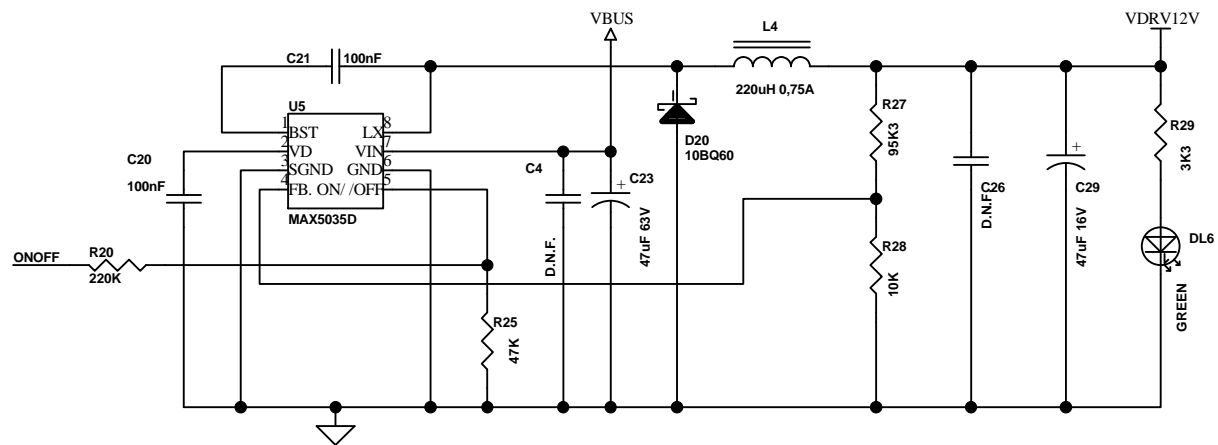 VBUS
VDRV12V
L4
220uH 0,75A
C21
100nF
U5
1
BST
LX
8
2
VD
VIN
7
3
SGND
GND
6
4
FB.
ON/ /OFF
5
MAX5035D
C20
100nF
ONOFF
R20
220K
R25
47K
C4
D.N.F.
C23
+
47uF 63V
D20
10BQ60
R27
95K3
R28
10K
C26
D.N.F.
C29
+
47uF 16V
R29
3K3
DL6
GREEN